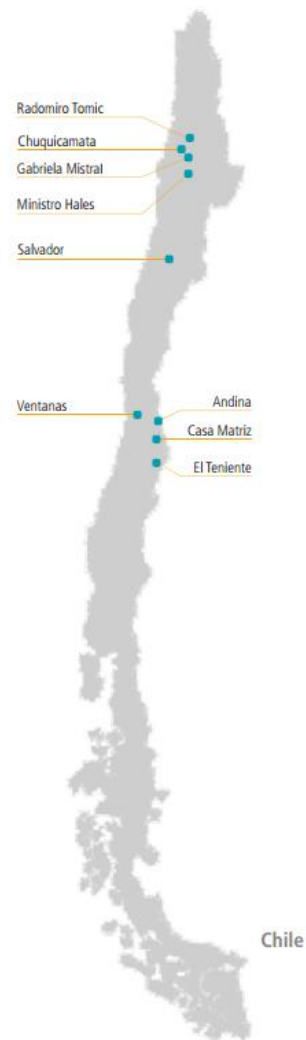 Radomiro Tomic
Chuquicamata
Gabriela Mistral
Ministro Hales
Salvador
Ventanas
Andina
Casa Matriz
El Teniente
Chile